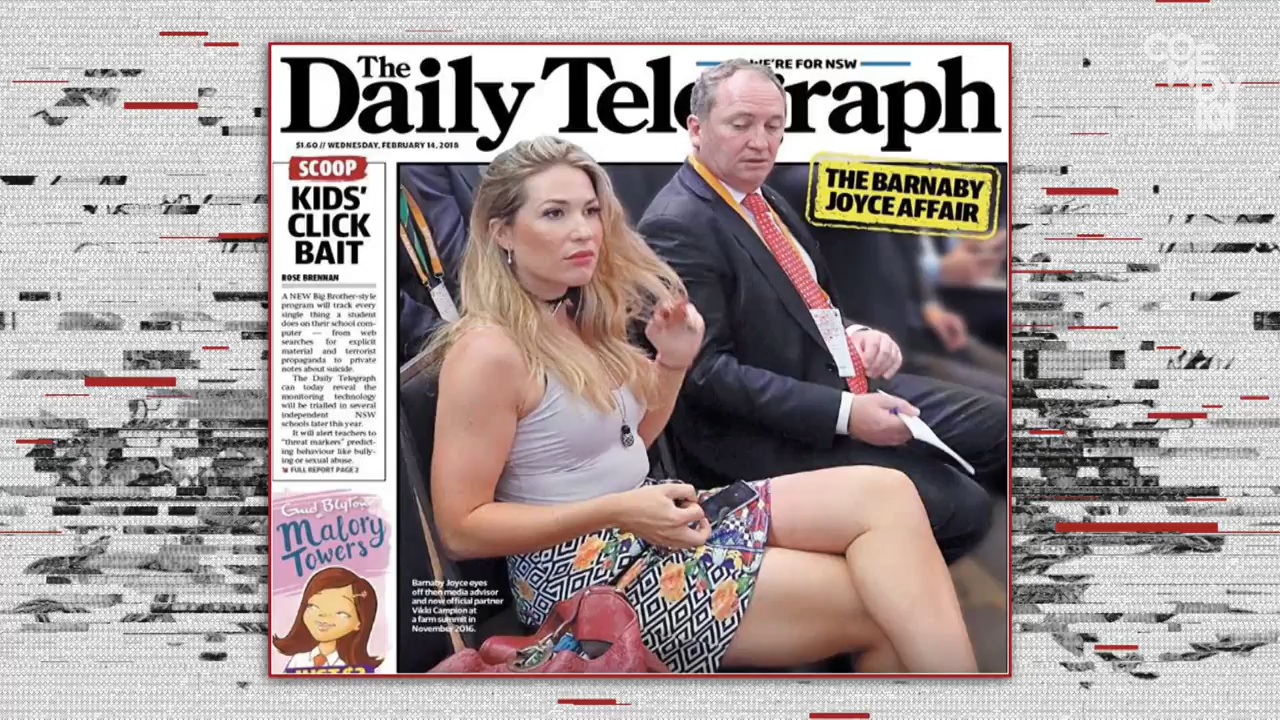 COMEDY
WE'RE FOR NSW
The
Daily Telegraph
$1.60 // WEDNESDAY, FEBRUARY 14, 2018
SCOOP
KIDS'
CLICK
BAIT
ROSE BRENNAN
A NEW Big Brother-style
program will track every
single thing a student
does on their school com-
puter — from web
searches for explicit
material and terrorist
propaganda to private
notes about suicide.
The Daily Telegraph
can today reveal the
monitoring technology
will be trialled in several
independent NSW
schools later this year.
It will alert teachers to
"threat markers" predict-
ing behaviour like bully-
ing or sexual abuse.
FULL REPORT PAGE 2
THE BARNABY
JOYCE AFFAIR
Enid Blyton
Malory
Towers
Barnaby Joyce eyes
off then media advisor
and now official partner
Vikki Campion at
a farm summit in
November 2016.